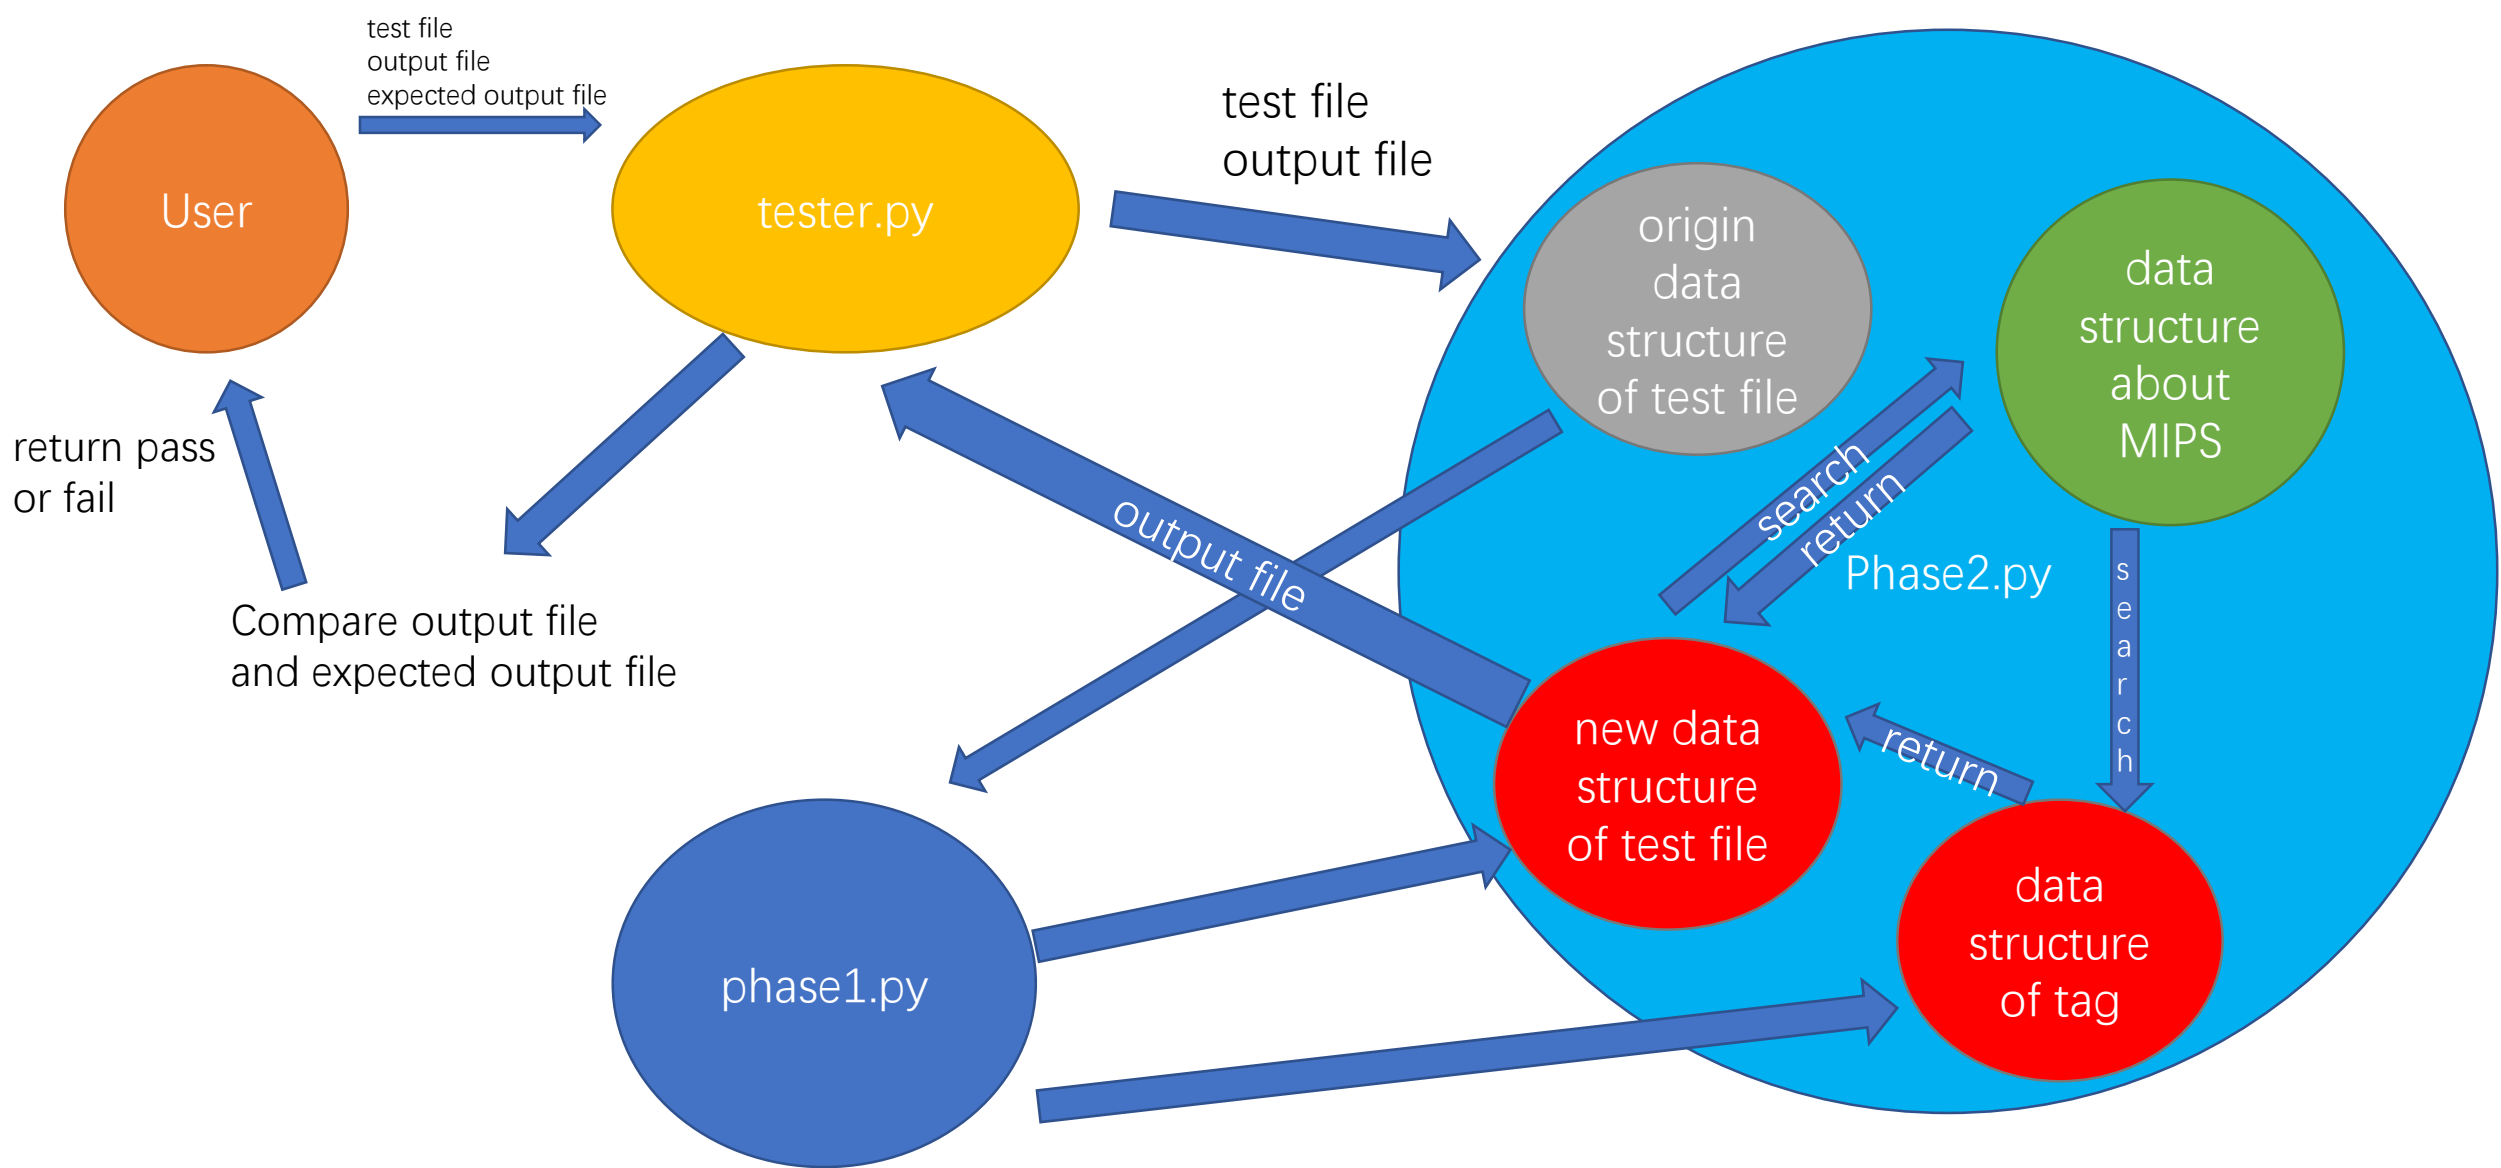 test file
output file
expected output file
User
tester.py
test file
output file
origin
data
structure
of test file
data
structure
about
MIPS
search
return
Phase2.py
search
return pass
or fail
output file
Compare output file
and expected output file
new data
structure
of test file
return
data
structure
of tag
phase1.py